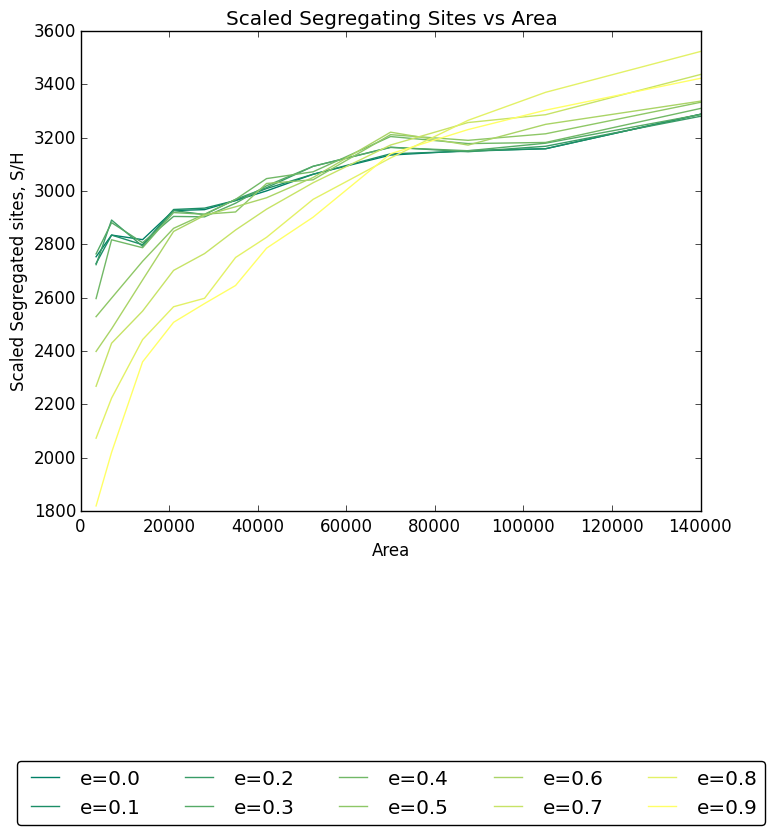 Scaled Segregating Sites vs Area
3600
3400
3200
3000
2800
2600
2400
2200
2000
1800
Scaled Segregated sites, S/H
0 20000 40000 60000 80000 100000 120000 140000
Area
e=0.0 e=0.2 e=0.4 e=0.6 e=0.8
e=0.1 e=0.3 e=0.5 e=0.7 e=0.9